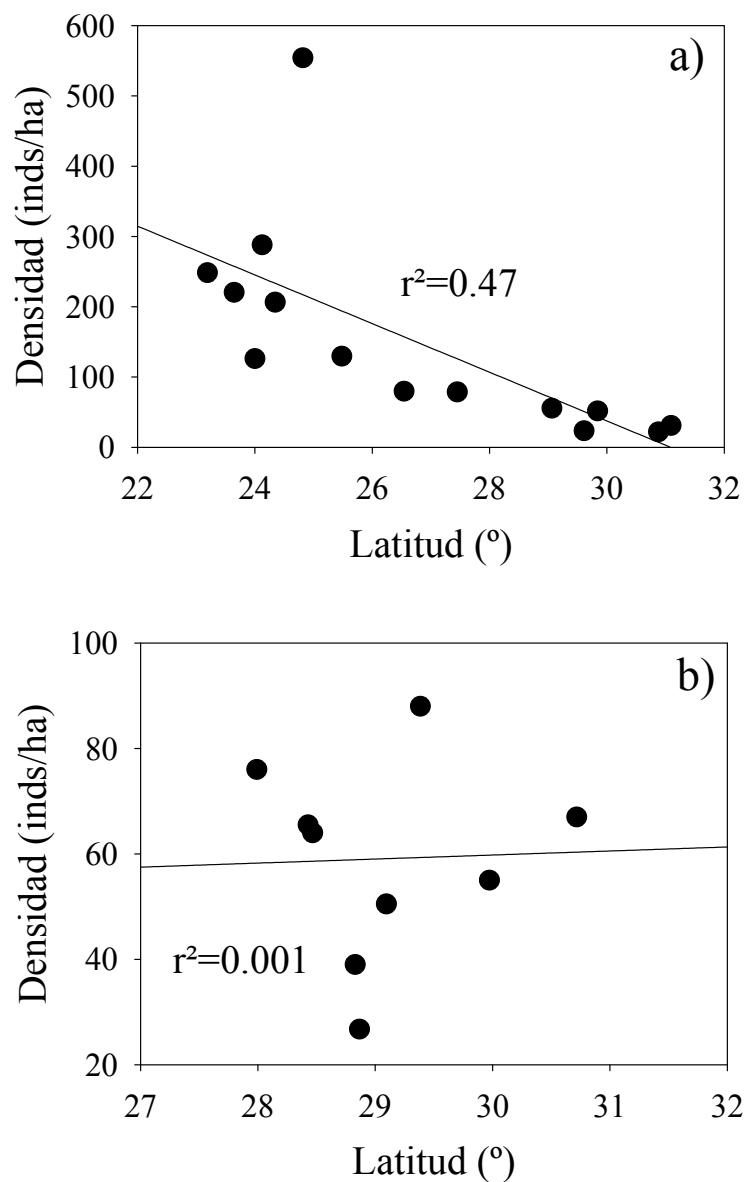 a)
Densidad (inds/ha)
600
500
400
300
200
100
0
r²=0.47
22 24 26 28 30 32
Latitud (º)
b)
Densidad (inds/ha)
100
80
60
40
20
r²=0.001
27 28 29 30 31 32
Latitud (º)